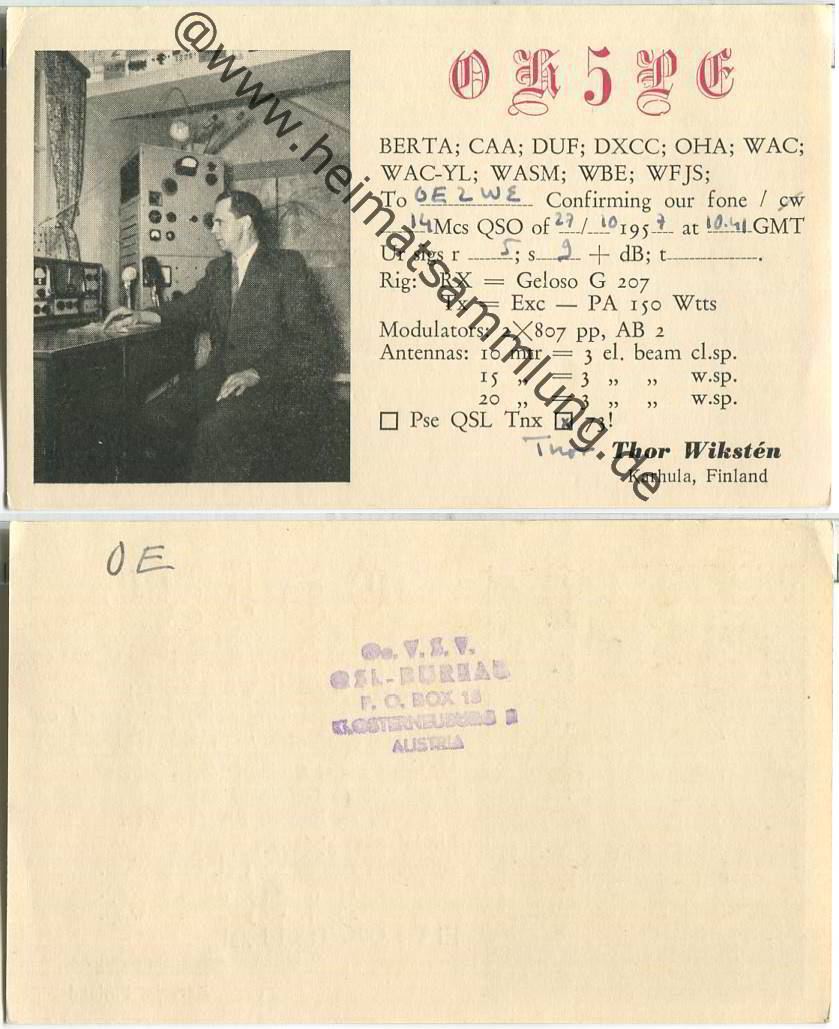 @www.heimatsammlung.de
OH5PE
BERTA; CAA; DUF; DXCC; OHA; WAC;
WAC-YL; WASM; WBE; WFJS;
To OE2WE Confirming our fone / cw
14 Mcs QSO of 27/10 1957 at 10.41 GMT
Ur sigs r 5; s 9 + dB; t .
Rig: RX = Geloso G 207
Tx = Exc — PA 150 Wtts
Modulators: 2×807 pp, AB 2
Antennas: 10 mtr = 3 el. beam cl.sp.
15 „ = 3 „ „ w.sp.
20 „ = 3 „ „ w.sp.
□ Pse QSL Tnx ☒ 73!
Thor
Thor Wikstén
Karhula, Finland
OE
Oe. V. S. V.
QSL-BUREAU
P. O. BOX
KLOSTERNEUBURG
AUSTRIA